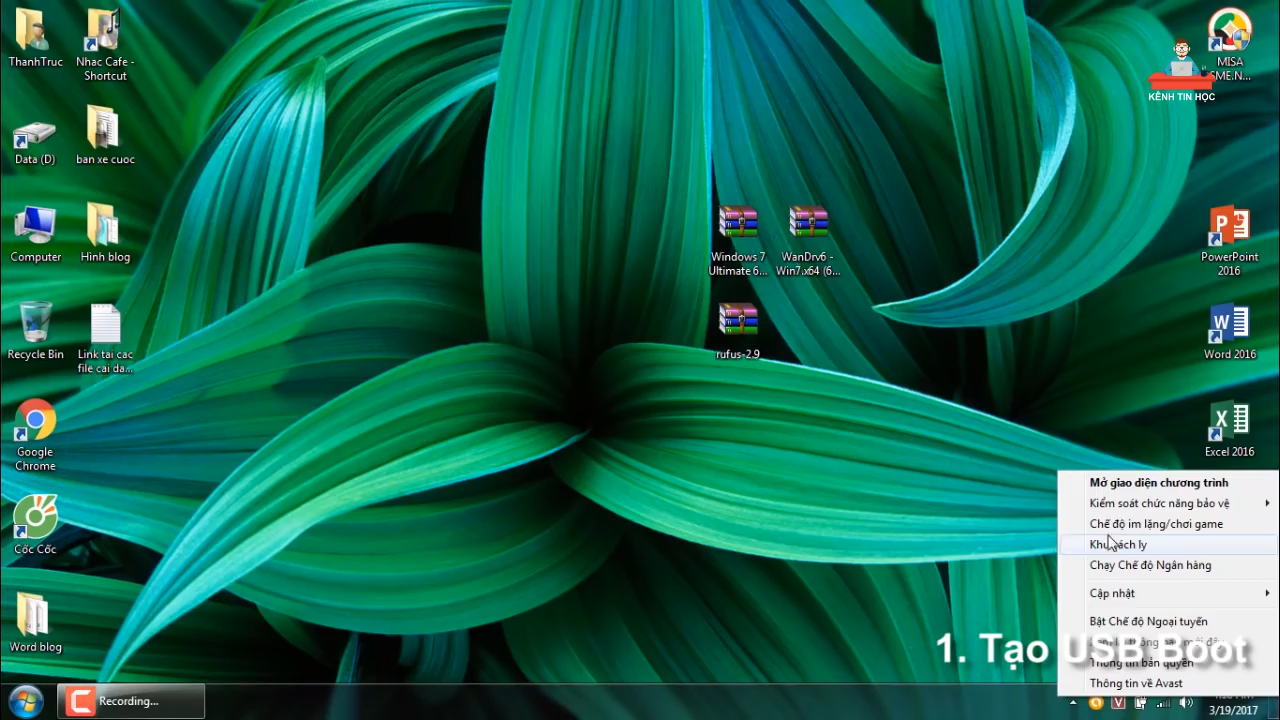 ThanhTruc
Nhac Cafe -
Shortcut
Data (D)
ban xe cuoc
Computer
Hinh blog
Recycle Bin
Link tai cac
file cai da...
Google
Chrome
Cốc Cốc
Word blog
Windows 7
Ultimate 6...
WanDrv6 -
Win7.x64 (6...
rufus-2.9
MISA
SME.N...
KÊNH TIN HỌC
PowerPoint
2016
Word 2016
Excel 2016
Mở giao diện chương trình
Kiểm soát chức năng bảo vệ
Chế độ im lặng/chơi game
Khu cách ly
Chạy Chế độ Ngân hàng
Cập nhật
Bật Chế độ Ngoại tuyến
1. Tạo USB Boot
Thông tin bản quyền
Thông tin về Avast
Recording...
3/19/2017